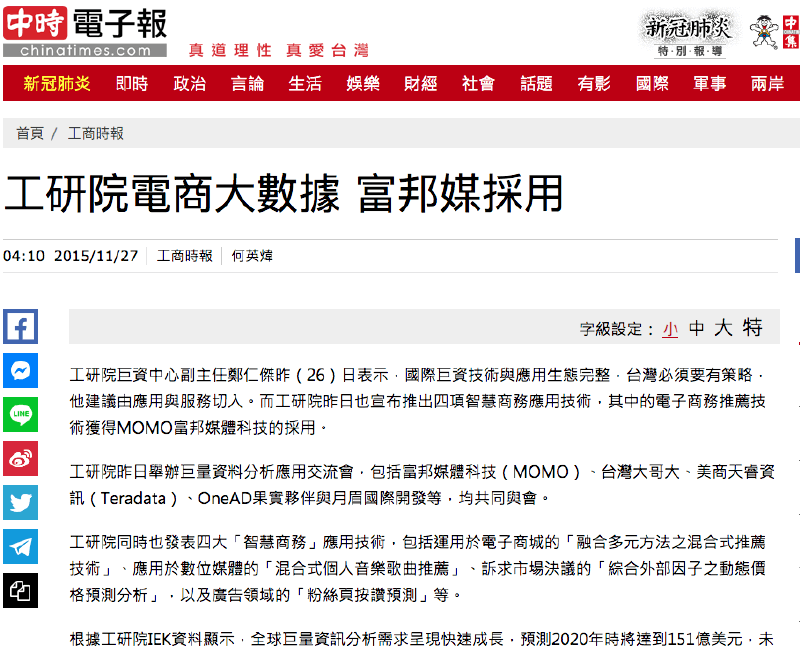 中時電子報
chinatimes.com
真道理性 真愛台灣
新冠肺炎
特·別·報·導
中
集
新冠肺炎 即時 政治 言論 生活 娛樂 財經 社會 話題 有影 國際 軍事 兩岸
首頁 / 工商時報
工研院電商大數據 富邦媒採用
04:10 2015/11/27 工商時報 何英煒
字級設定： 小 中 大 特
工研院巨資中心副主任鄭仁傑昨（26）日表示，國際巨資技術與應用生態完整，台灣必須要有策略，
他建議由應用與服務切入。而工研院昨日也宣布推出四項智慧商務應用技術，其中的電子商務推薦技
術獲得MOMO富邦媒體科技的採用。
工研院昨日舉辦巨量資料分析應用交流會，包括富邦媒體科技（MOMO）、台灣大哥大、美商天睿資
訊（Teradata）、OneAD果實夥伴與月眉國際開發等，均共同與會。
工研院同時也發表四大「智慧商務」應用技術，包括運用於電子商城的「融合多元方法之混合式推薦
技術」、應用於數位媒體的「混合式個人音樂歌曲推薦」、訴求市場決議的「綜合外部因子之動態價
格預測分析」，以及廣告領域的「粉絲頁按讚預測」等。
根據工研院IEK資料顯示，全球巨量資訊分析需求呈現快速成長，預測2020年時將達到151億美元，未
LINE